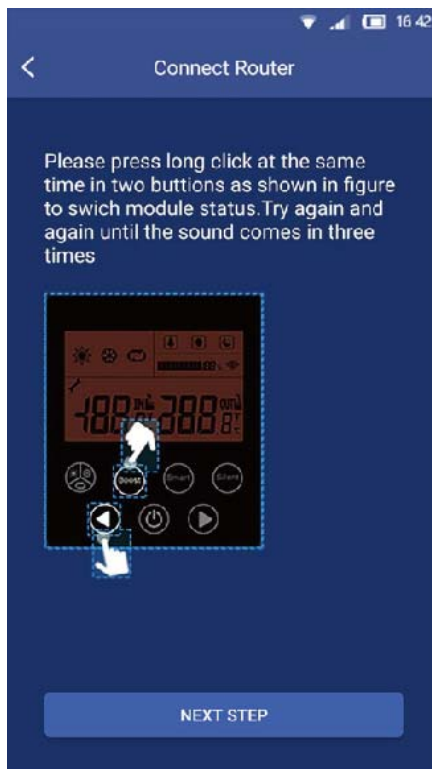 16 42
Connect Router
Please press long click at the same
time in two buttions as shown in figure
to swich module status.Try again and
again until the sound comes in three
times
Boost
Smart
Silent
NEXT STEP